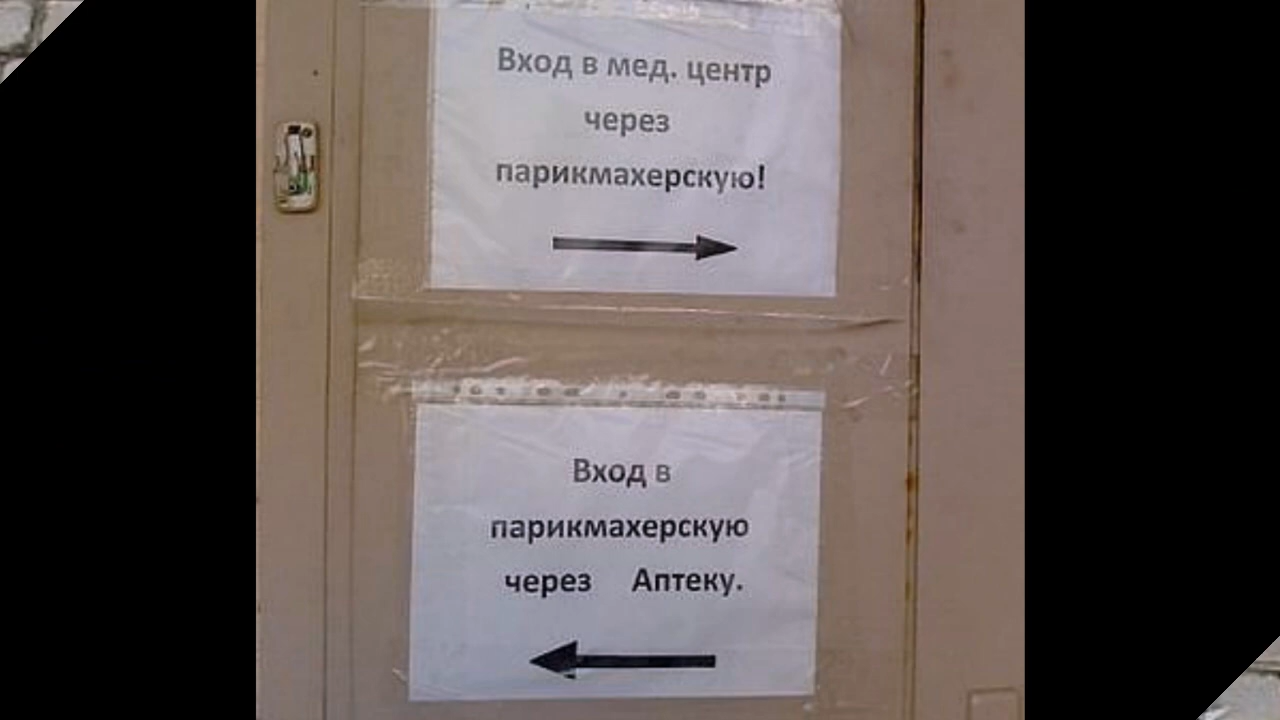 Вход в мед. центр
через
парикмахерскую!
Вход в
парикмахерскую
через Аптеку.